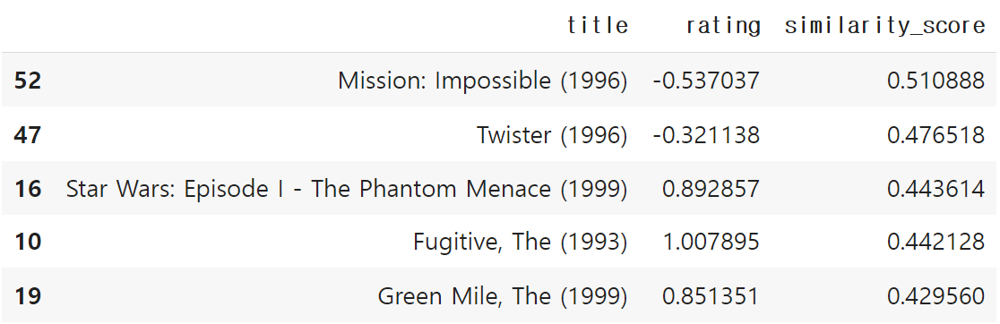 title rating similarity_score
52 Mission: Impossible (1996) -0.537037 0.510888
47 Twister (1996) -0.321138 0.476518
16 Star Wars: Episode I - The Phantom Menace (1999) 0.892857 0.443614
10 Fugitive, The (1993) 1.007895 0.442128
19 Green Mile, The (1999) 0.851351 0.429560